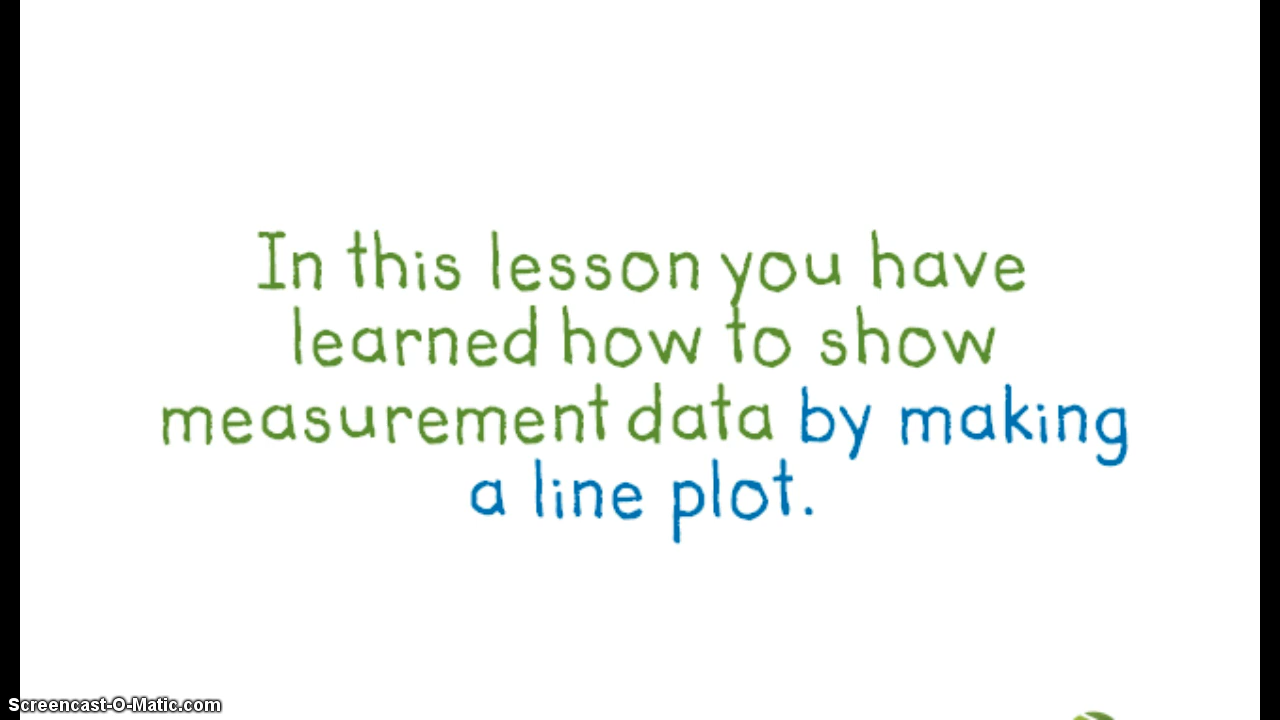 In this lesson you have
learned how to show
measurement data by making
a line plot.
Screencast-O-Matic.com